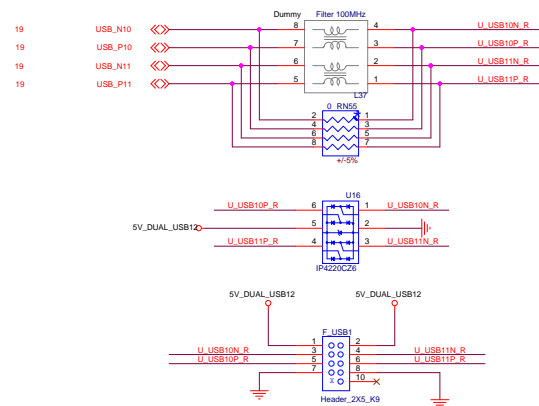 Dummy Filter 100MHz
19 USB_N10 8 4 U_USB10N_R
19 USB_P10 7 3 U_USB10P_R
19 USB_N11 6 2 U_USB11N_R
19 USB_P11 5 1 U_USB11P_R
L37
0 RN55
2 1
4 3
6 5
8 7
+/-5%
U16
U_USB10P_R 6 1 U_USB10N_R
5V_DUAL_USB12 5 2
U_USB11P_R 4 3 U_USB11N_R
IP4220CZ6
5V_DUAL_USB12 5V_DUAL_USB12
F_USB1
1 2
U_USB10N_R 3 4 U_USB11N_R
U_USB10P_R 5 6 U_USB11P_R
7 8
X 10
Header_2X5_K9